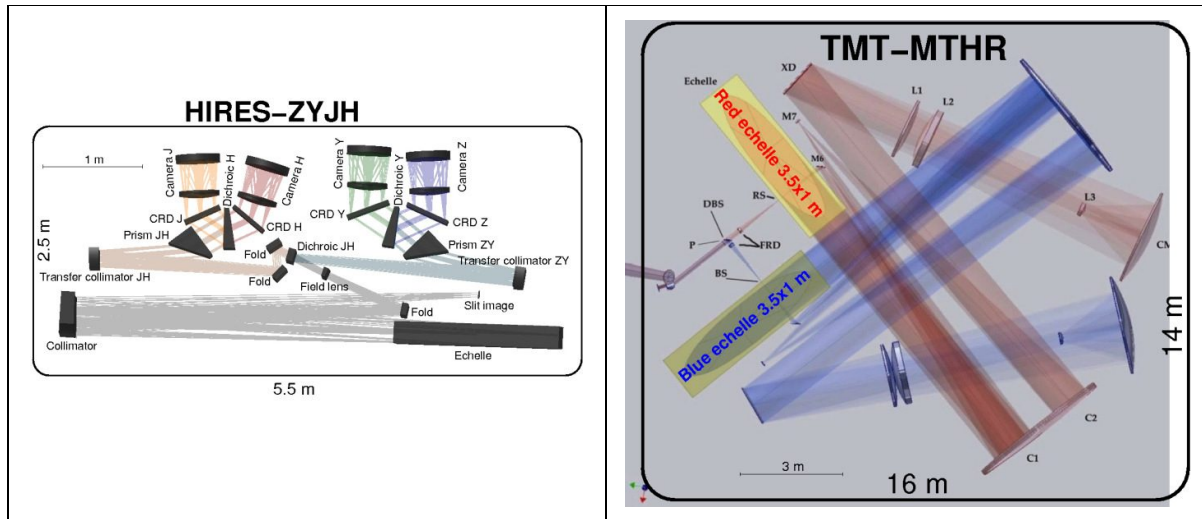 HIRES-ZYJH
1 m
2.5 m
Camera J
Dichroic H
Camera H
Camera Y
Dichroic Y
Camera Z
CRD J
CRD H
CRD Y
CRD Z
Prism JH
Prism ZY
Fold
Dichroic JH
Transfer collimator JH
Transfer collimator ZY
Fold
Field lens
Slit image
Fold
Collimator
Echelle
5.5 m
TMT-MTHR
XD
Echelle
L1
L2
M7
Red echelle 3.5x1 m
M6
RS
DBS
L3
P
FRD
CM
BS
Blue echelle 3.5x1 m
14 m
C2
C1
3 m
16 m